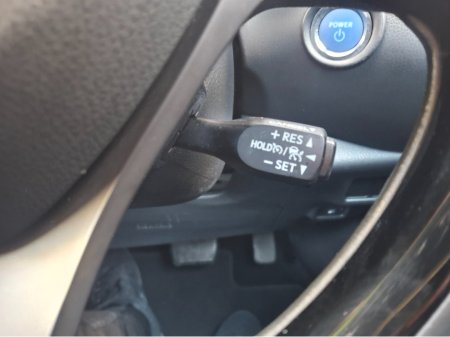 POWER
+ RES
HOLD /
- SET